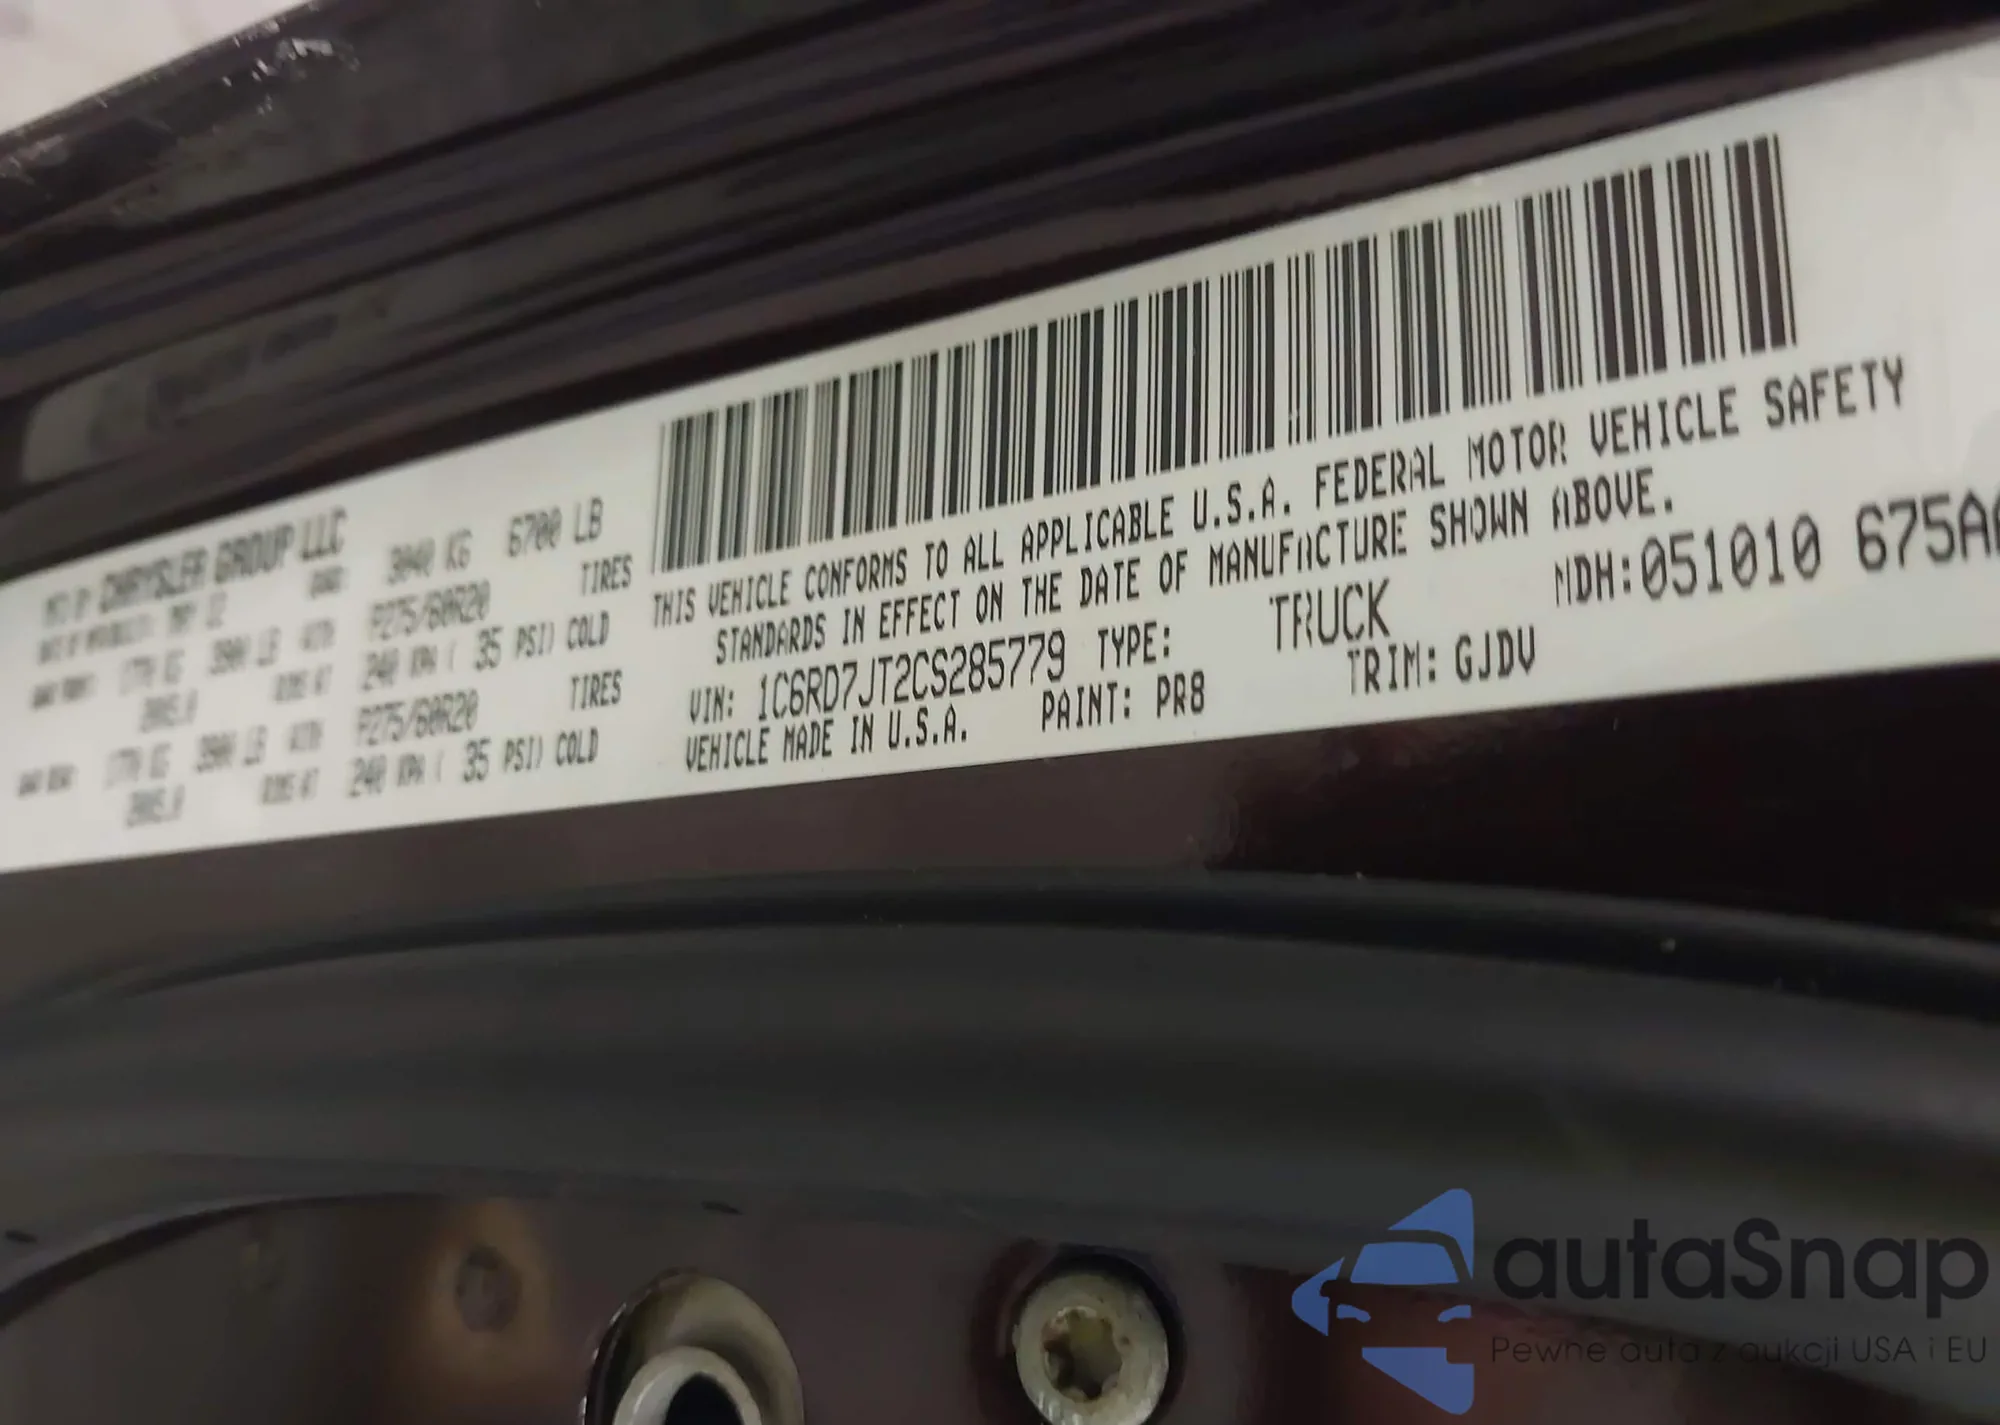 MFD BY CHRYSLER GROUP LLC
3040 KG 6700 LB
P275/60R20 TIRES
240 KPA ( 35 PSI) COLD
P275/60R20 TIRES
240 KPA ( 35 PSI) COLD
THIS VEHICLE CONFORMS TO ALL APPLICABLE U.S.A. FEDERAL MOTOR VEHICLE SAFETY
STANDARDS IN EFFECT ON THE DATE OF MANUFACTURE SHOWN ABOVE.
VIN: 1C6RD7JT2CS285779 TYPE: TRUCK MDH:051010 675A
VEHICLE MADE IN U.S.A. PAINT: PR8 TRIM: GJDV
autaSnap
Pewne auta z aukcji USA i EU